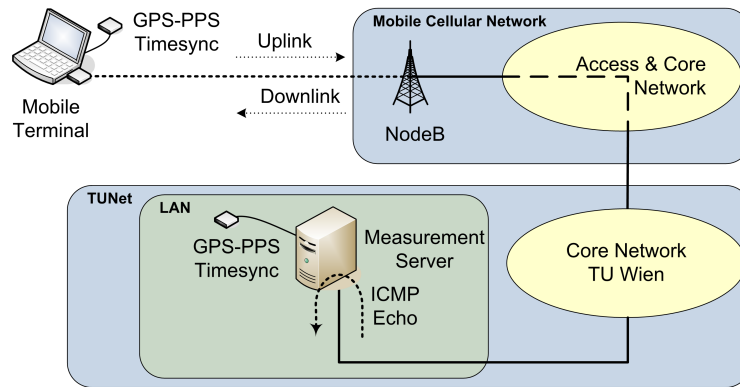 GPS-PPS
Timesync
Uplink
Downlink
Mobile
Terminal
Mobile Cellular Network
NodeB
Access & Core
Network
TUNet
LAN
GPS-PPS
Timesync
Measurement
Server
ICMP
Echo
Core Network
TU Wien